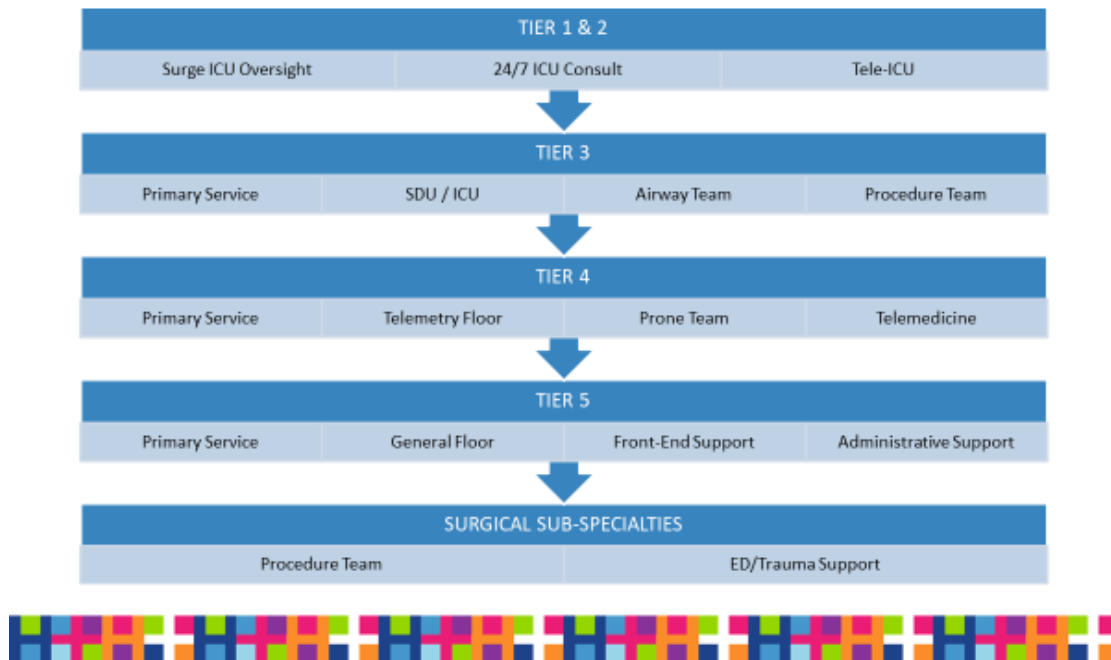 TIER 1 & 2
Surge ICU Oversight 24/7 ICU Consult Tele-ICU
TIER 3
Primary Service SDU / ICU Airway Team Procedure Team
TIER 4
Primary Service Telemetry Floor Prone Team Telemedicine
TIER 5
Primary Service General Floor Front-End Support Administrative Support
SURGICAL SUB-SPECIALTIES
Procedure Team ED/Trauma Support